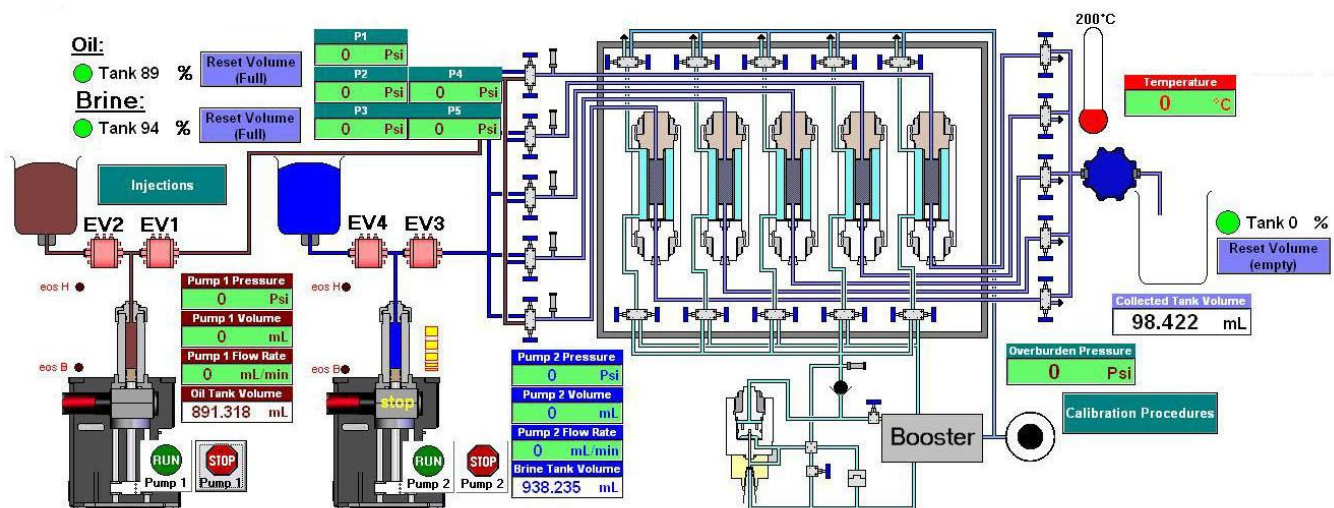 Oil:
Tank 89 %
Reset Volume
(Full)
Brine:
Tank 94 %
Reset Volume
(Full)
P1
0 Psi
P2
0 Psi
P4
0 Psi
P3
0 Psi
P5
0 Psi
200°C
Temperature
0 °C
Injections
EV2
EV1
EV4
EV3
Tank 0 %
Reset Volume
(empty)
Collected Tank Volume
98.422 mL
eos H
eos B
Pump 1 Pressure
0 Psi
Pump 1 Volume
0 mL
Pump 1 Flow Rate
0 mL/min
Oil Tank Volume
891.318 mL
RUN
Pump 1
STOP
Pump 1
eos H
eos B
stop
RUN
Pump 2
STOP
Pump 2
Pump 2 Pressure
0 Psi
Pump 2 Volume
0 mL
Pump 2 Flow Rate
0 mL/min
Brine Tank Volume
938.235 mL
Overburden Pressure
0 Psi
Calibration Procedures
Booster